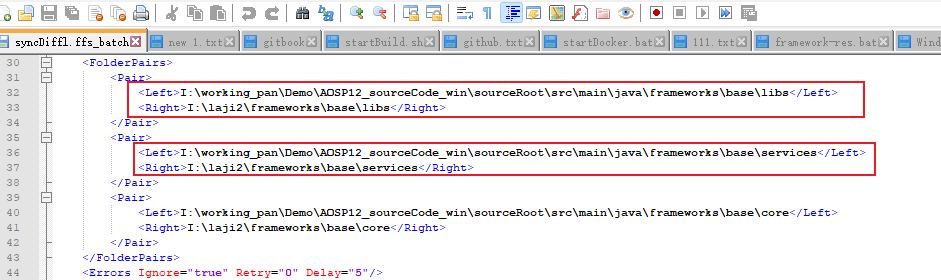 syncDiffl.ffs_batch new 1.txt gitbook startBuild.sh github.txt startDocker.bat 111.txt framework-res.bat Wind
30 <FolderPairs>
31 <Pair>
32 <Left>I:\working_pan\Demo\AOSP12_sourceCode_win\sourceRoot\src\main\java\frameworks\base\libs</Left>
33 <Right>I:\laji2\frameworks\base\libs</Right>
34 </Pair>
35 <Pair>
36 <Left>I:\working_pan\Demo\AOSP12_sourceCode_win\sourceRoot\src\main\java\frameworks\base\services</Left>
37 <Right>I:\laji2\frameworks\base\services</Right>
38 </Pair>
39 <Pair>
40 <Left>I:\working_pan\Demo\AOSP12_sourceCode_win\sourceRoot\src\main\java\frameworks\base\core</Left>
41 <Right>I:\laji2\frameworks\base\core</Right>
42 </Pair>
43 </FolderPairs>
44 <Errors Ignore="true" Retry="0" Delay="5"/>